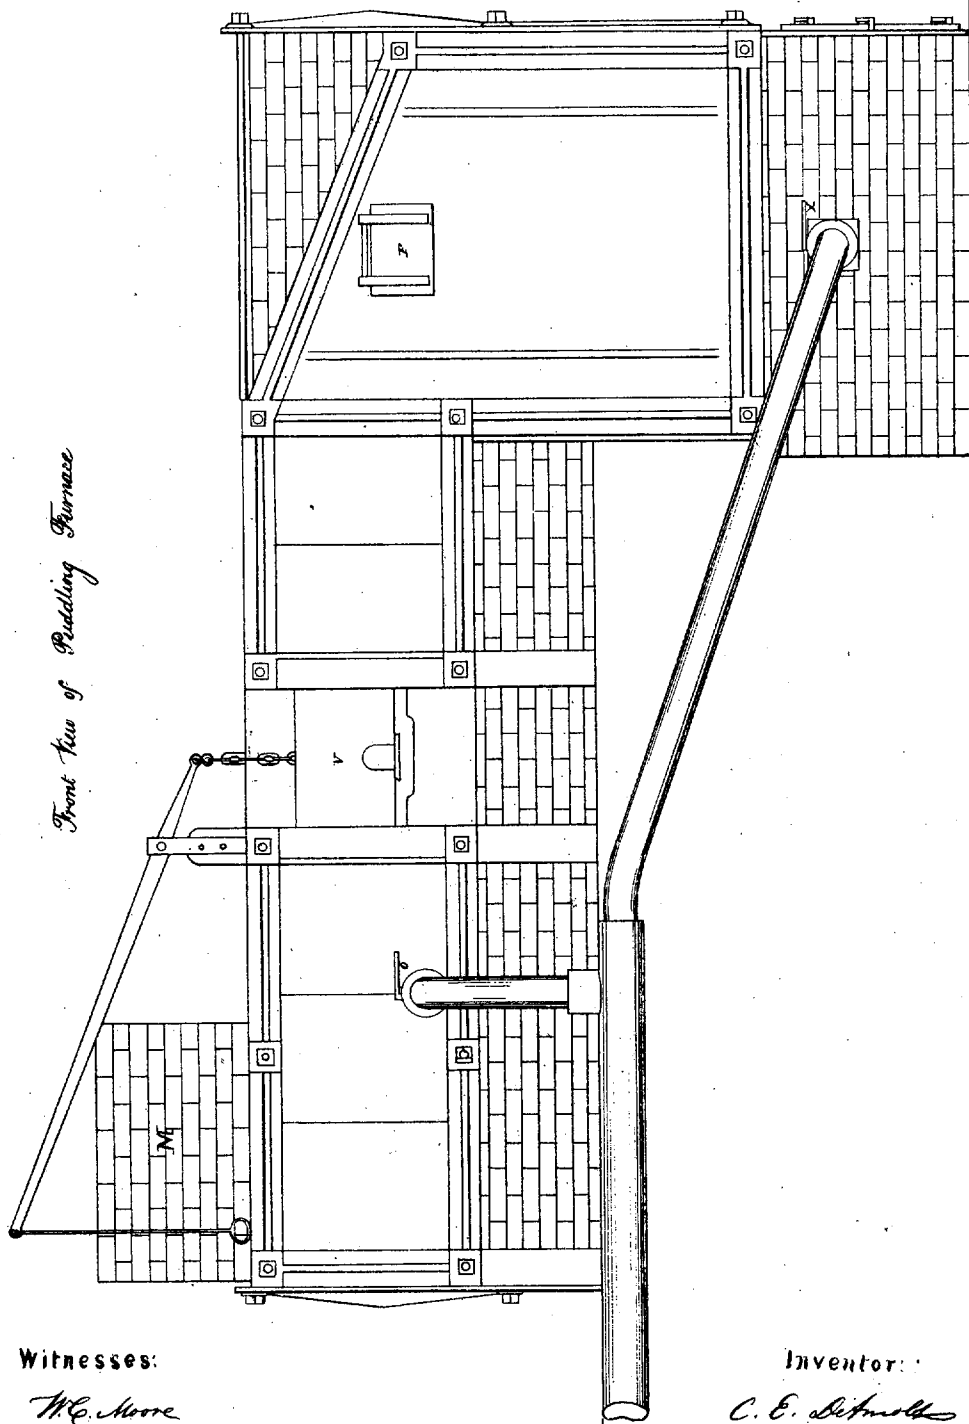 Front View of Puddling Furnace
P
X
V
o
M
Witnesses:
W. C. Moore
Inventor:
C. E. Detmold